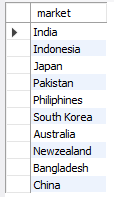 market
India
Indonesia
Japan
Pakistan
Philiphines
South Korea
Australia
Newzealand
Bangladesh
China